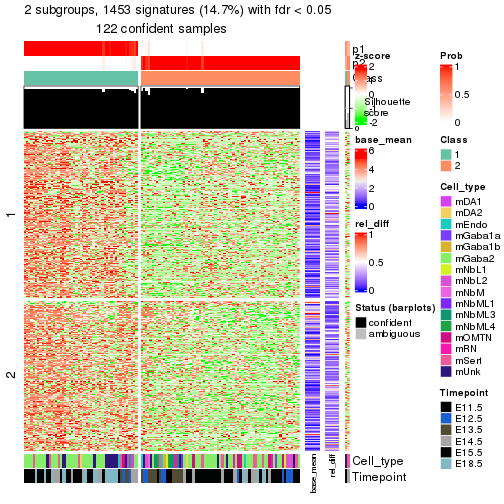 2 subgroups, 1453 signatures (14.7%) with fdr < 0.05
122 confident samples
p1
p2
Class
z-score
2
1
0
-1
-2
Silhouette
score
base_mean
6
4
2
0
rel_diff
1
0.5
0
Status (barplots)
confident
ambiguous
Prob
1
0.5
0
Class
1
2
Cell_type
mDA1
mDA2
mEndo
mGaba1a
mGaba1b
mGaba2
mNbL1
mNbL2
mNbM
mNbML1
mNbML3
mNbML4
mOMTN
mRN
mSert
mUnk
Timepoint
E11.5
E12.5
E13.5
E14.5
E15.5
E18.5
1
2
Cell_type
Timepoint
base_mean
rel_diff